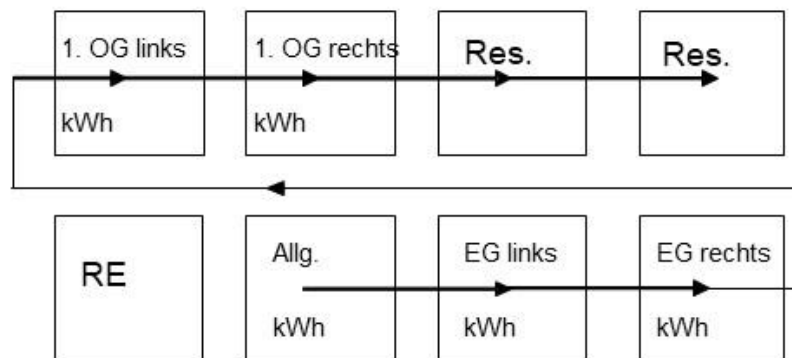 1. OG links
1. OG rechts
Res.
Res.
kWh
kWh
RE
Allg.
EG links
EG rechts
kWh
kWh
kWh